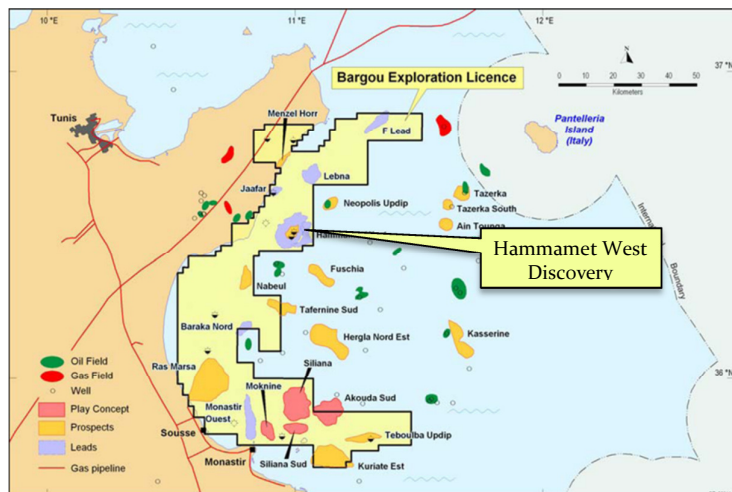 10 °E
11 °E
12 °E
37 °N
N
0 10 20 30 40 50
Kilometers
Bargou Exploration Licence
Tunis
Menzel Horr
F Lead
Pantelleria
Island
(Italy)
Lebna
Jaafar
Neopolis Updip
Tazerka
Tazerka South
Ain Tounga
Hammamet West
Discovery
Boundary
Fuschia
Nabeul
Tafernine Sud
Baraka Nord
Hergla Nord Est
Kasserine
Oil Field
Gas Field
Well
Play Concept
Prospects
Leads
Gas pipeline
Ras Marsa
Siliana
Moknine
36 °N
Akouda Sud
Monastir
Ouest
Sousse
Teboulba Updip
Siliana Sud
Monastir
Kuriate Est